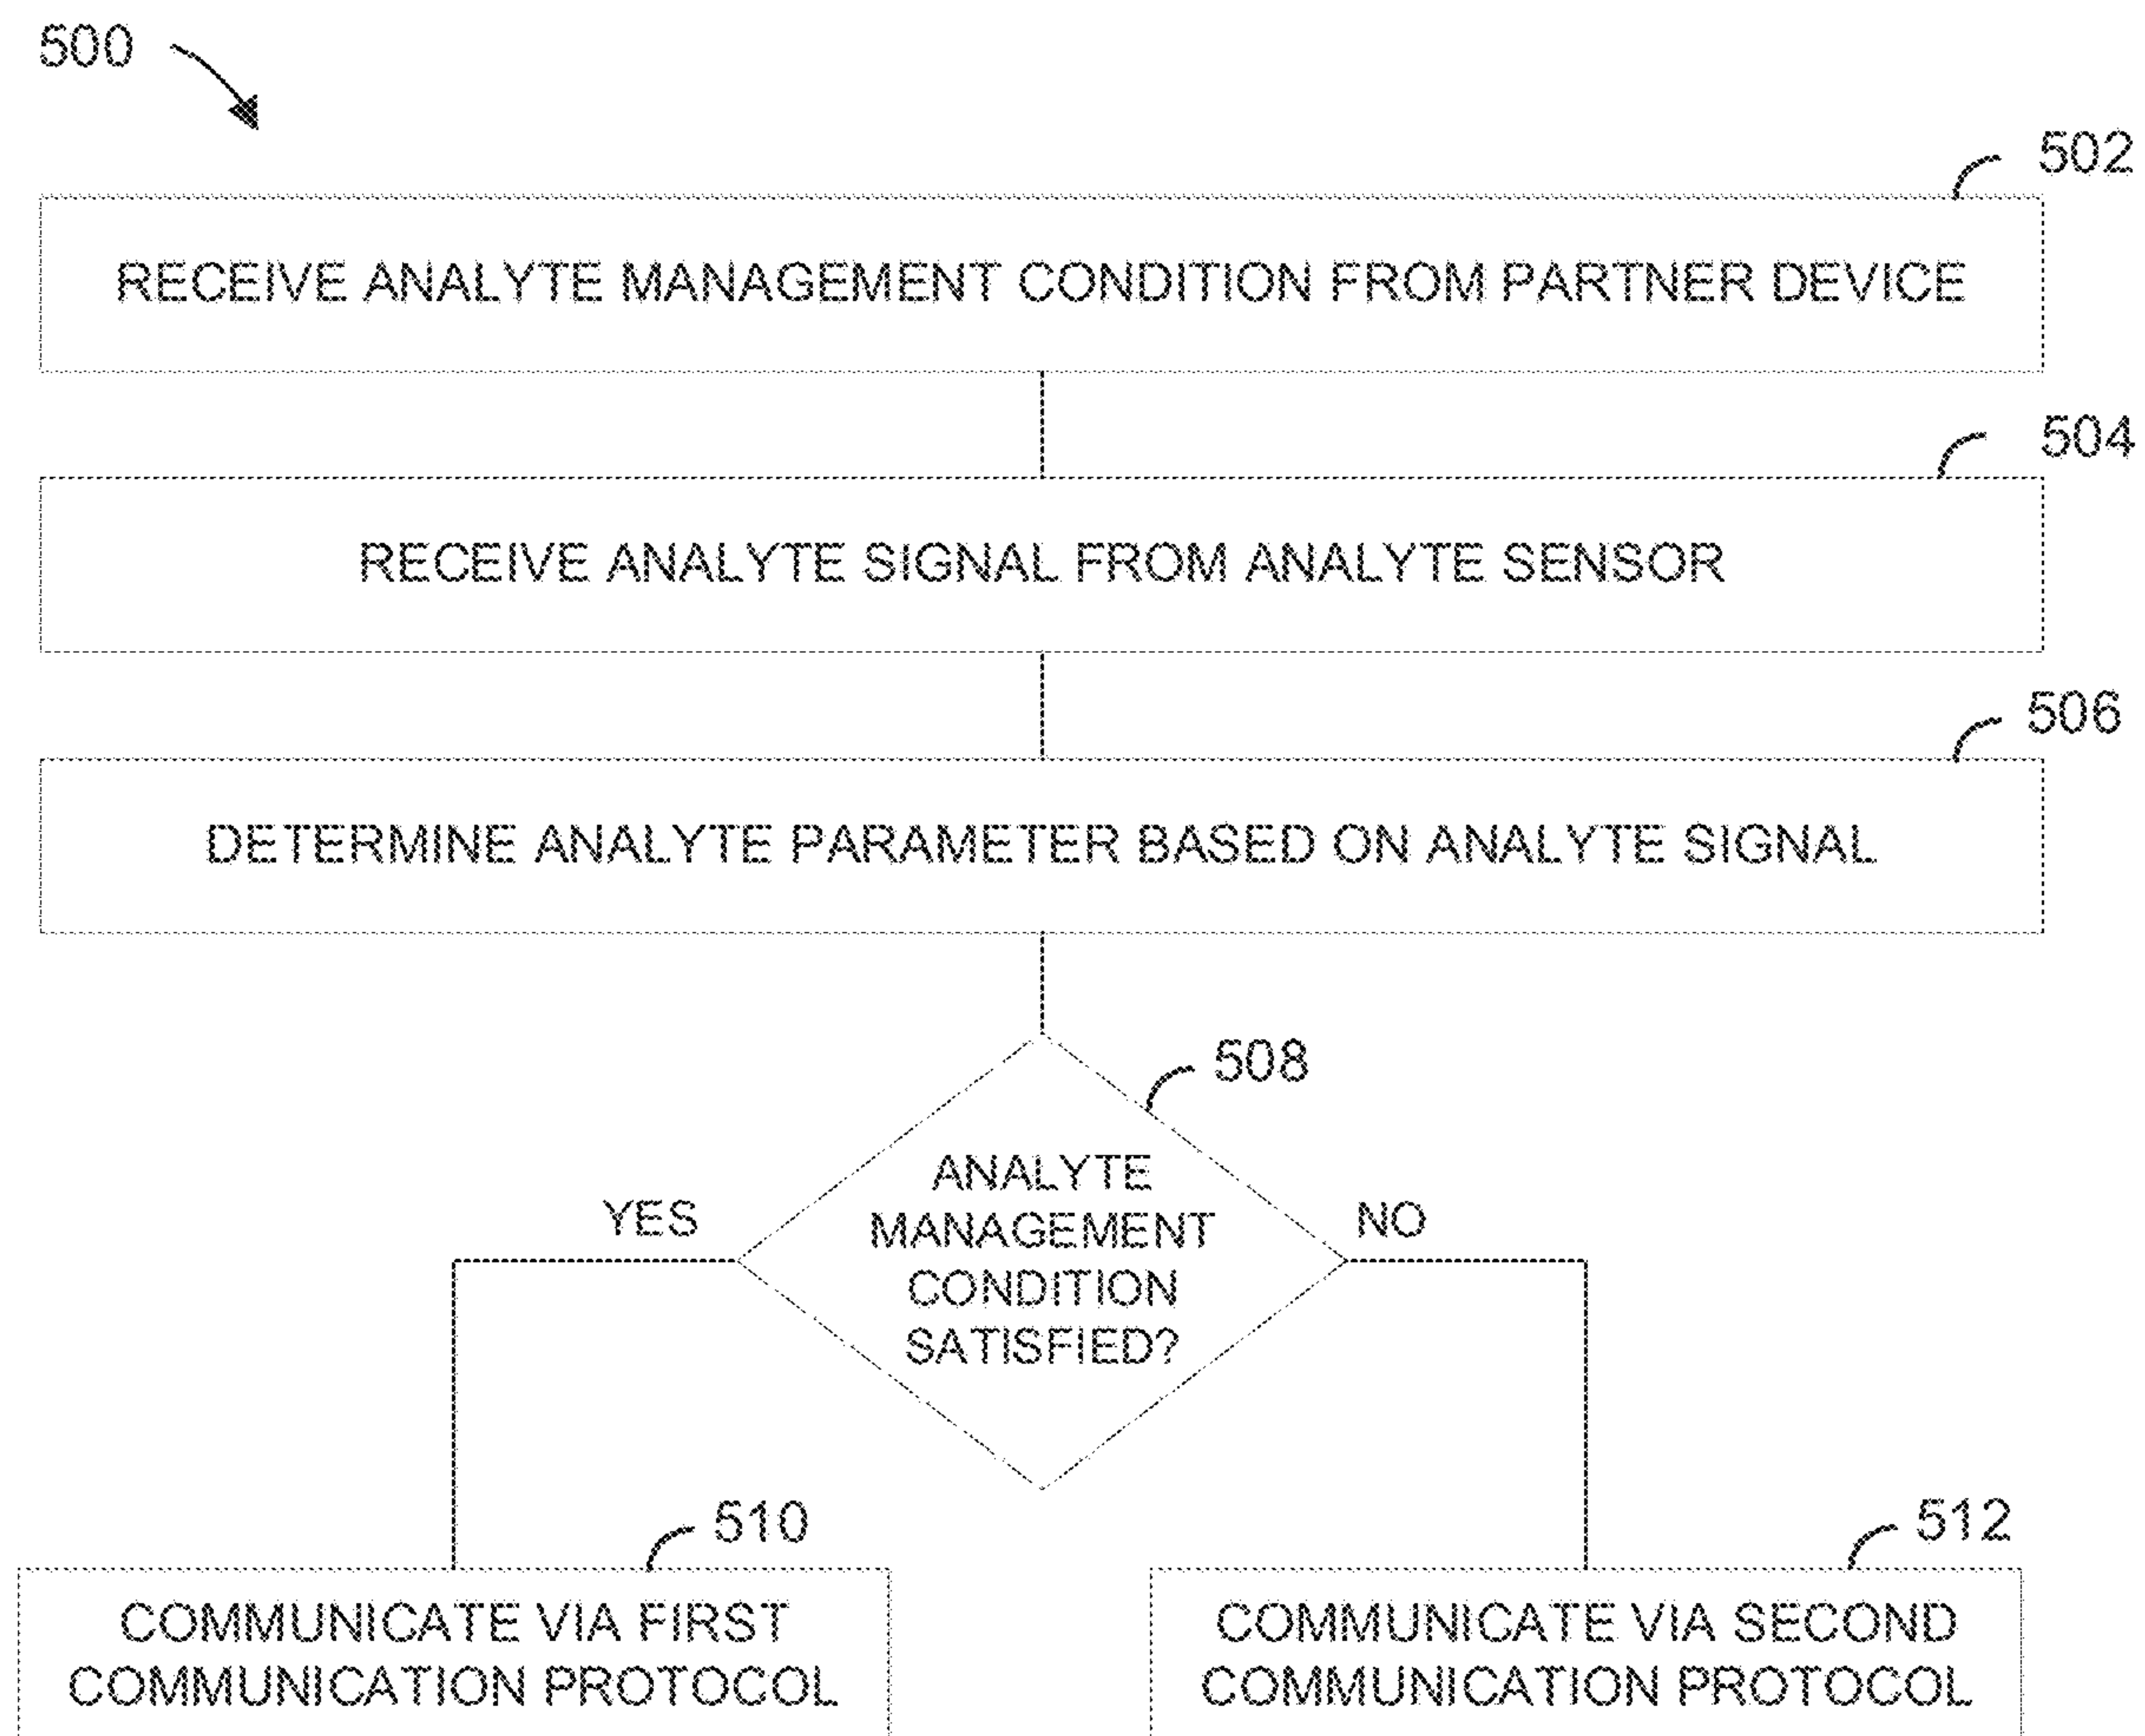 500
502
RECEIVE ANALYTE MANAGEMENT CONDITION FROM PARTNER DEVICE
504
RECEIVE ANALYTE SIGNAL FROM ANALYTE SENSOR
506
DETERMINE ANALYTE PARAMETER BASED ON ANALYTE SIGNAL
508
ANALYTE
MANAGEMENT
CONDITION
SATISFIED?
YES
NO
510
COMMUNICATE VIA FIRST
COMMUNICATION PROTOCOL
512
COMMUNICATE VIA SECOND
COMMUNICATION PROTOCOL